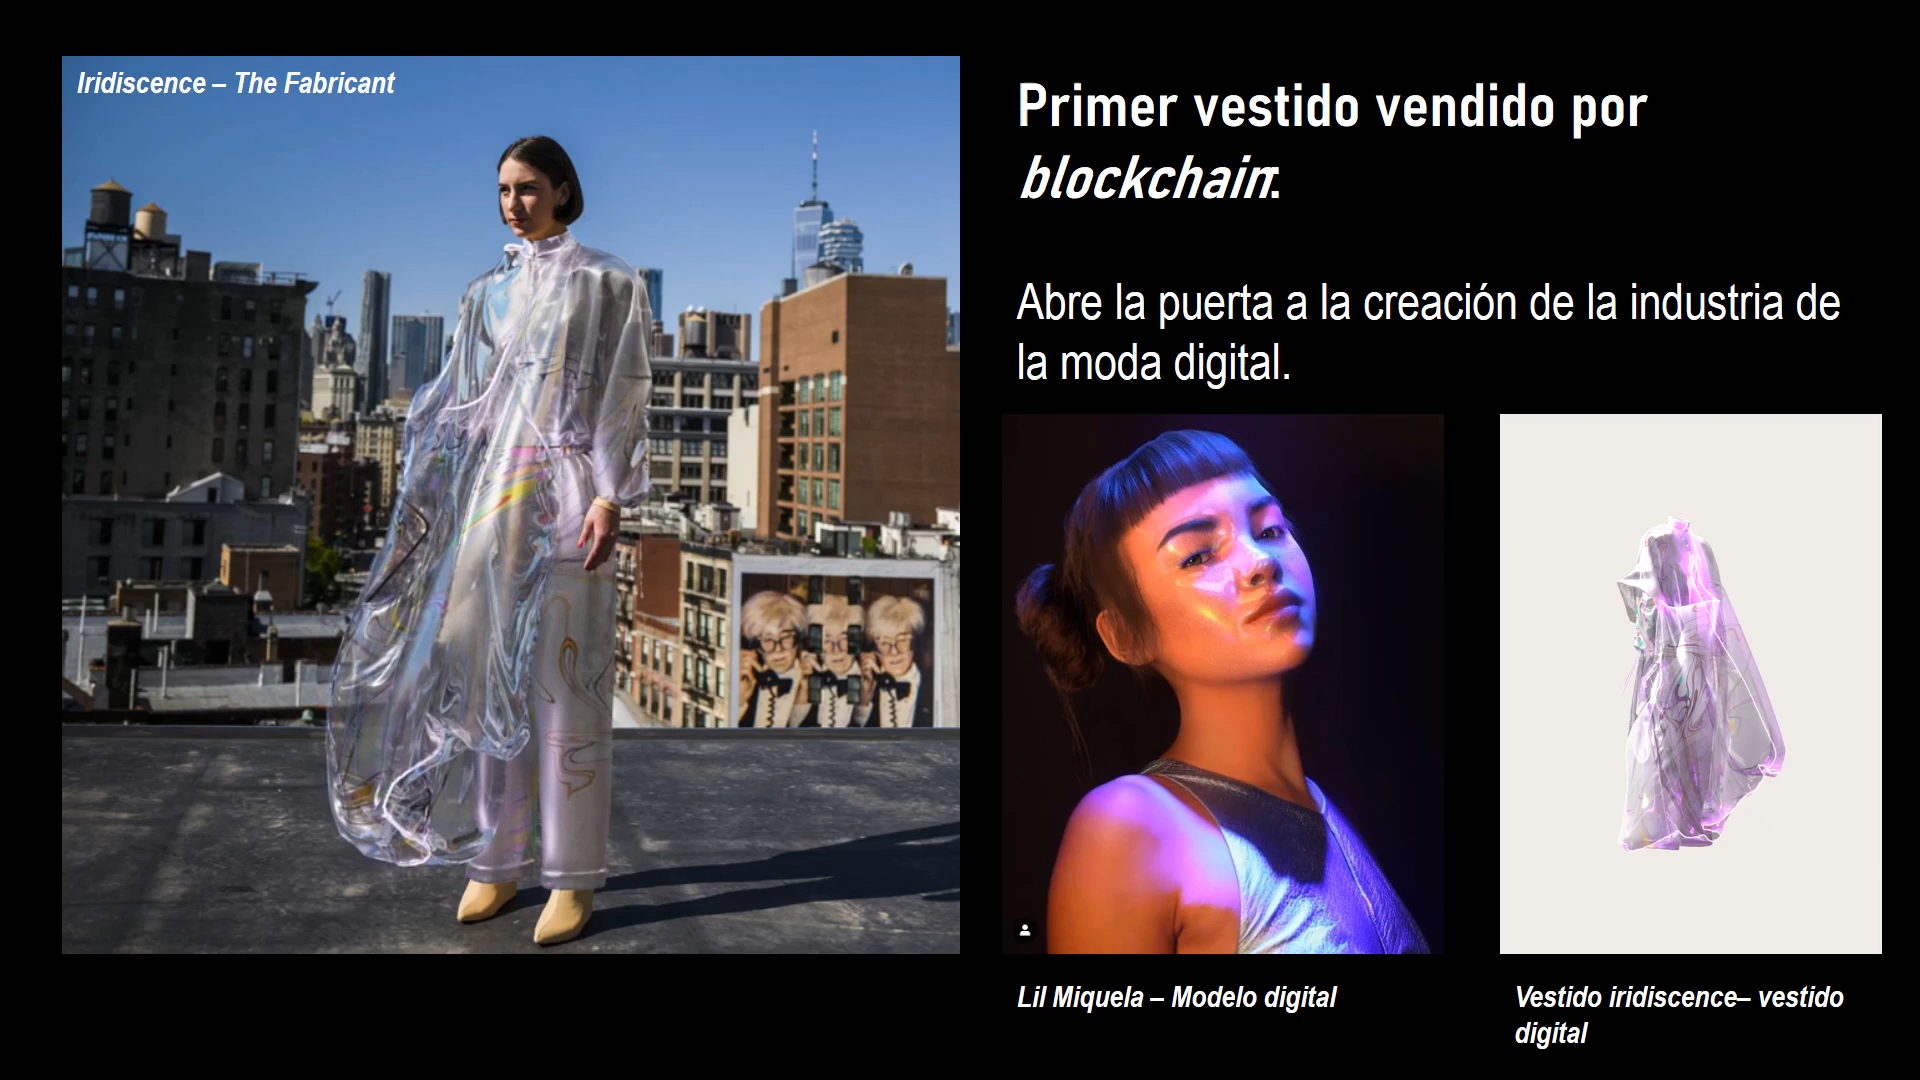 Iridiscence – The Fabricant
Primer vestido vendido por
blockchain:
Abre la puerta a la creación de la industria de
la moda digital.
Lil Miquela – Modelo digital
Vestido iridiscence– vestido
digital